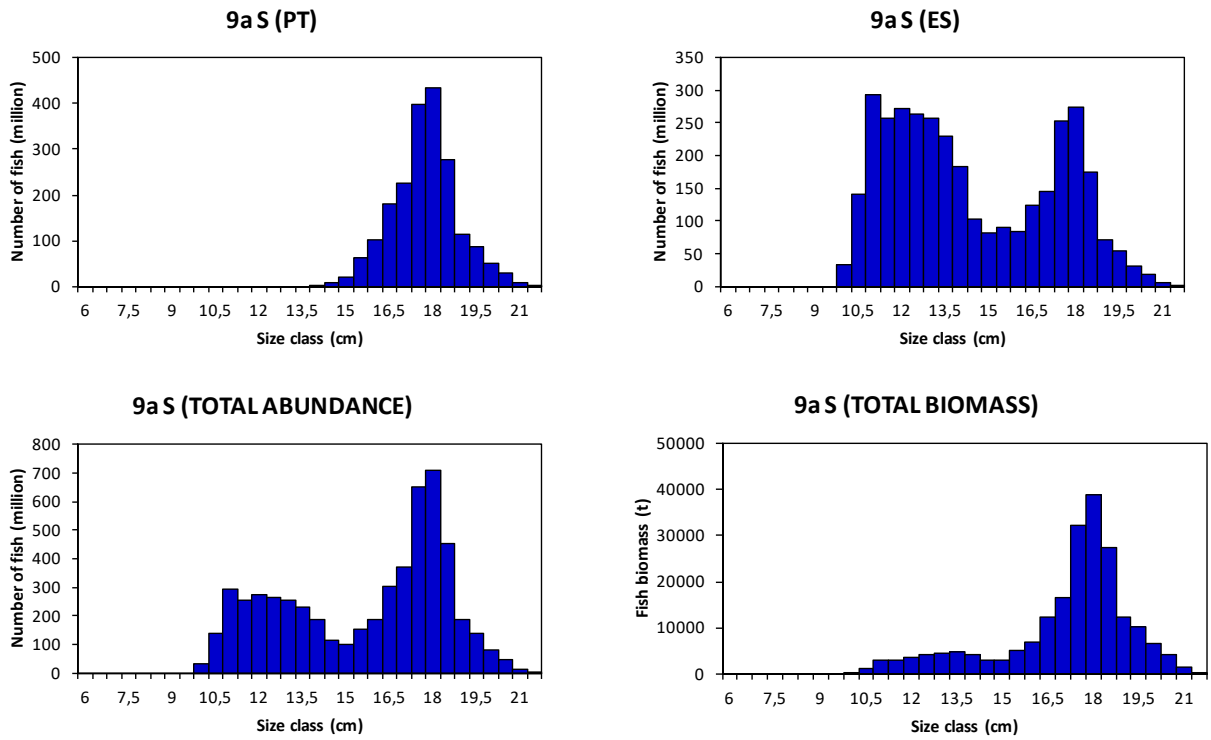 9a S (PT)
Number of fish (million)
500
400
300
200
100
0
6 7,5 9 10,5 12 13,5 15 16,5 18 19,5 21
Size class (cm)
9a S (ES)
Number of fish (million)
350
300
250
200
150
100
50
0
6 7,5 9 10,5 12 13,5 15 16,5 18 19,5 21
Size class (cm)
9a S (TOTAL ABUNDANCE)
Number of fish (million)
800
700
600
500
400
300
200
100
0
6 7,5 9 10,5 12 13,5 15 16,5 18 19,5 21
Size class (cm)
9a S (TOTAL BIOMASS)
Fish biomass (t)
50000
40000
30000
20000
10000
0
6 7,5 9 10,5 12 13,5 15 16,5 18 19,5 21
Size class (cm)